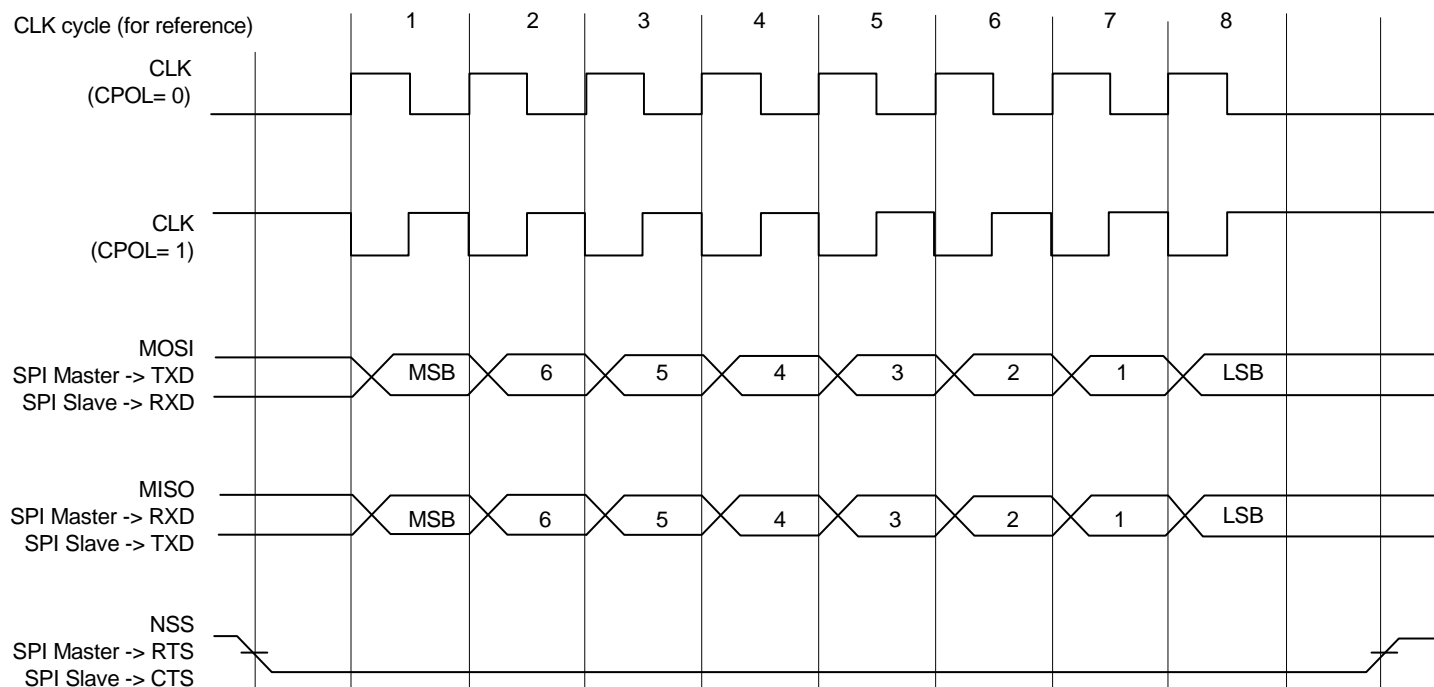 CLK cycle (for reference) 1 2 3 4 5 6 7 8
CLK
(CPOL= 0)
CLK
(CPOL= 1)
MOSI
SPI Master -> TXD
SPI Slave -> RXD
MSB 6 5 4 3 2 1 LSB
MISO
SPI Master -> RXD
SPI Slave -> TXD
MSB 6 5 4 3 2 1 LSB
NSS
SPI Master -> RTS
SPI Slave -> CTS